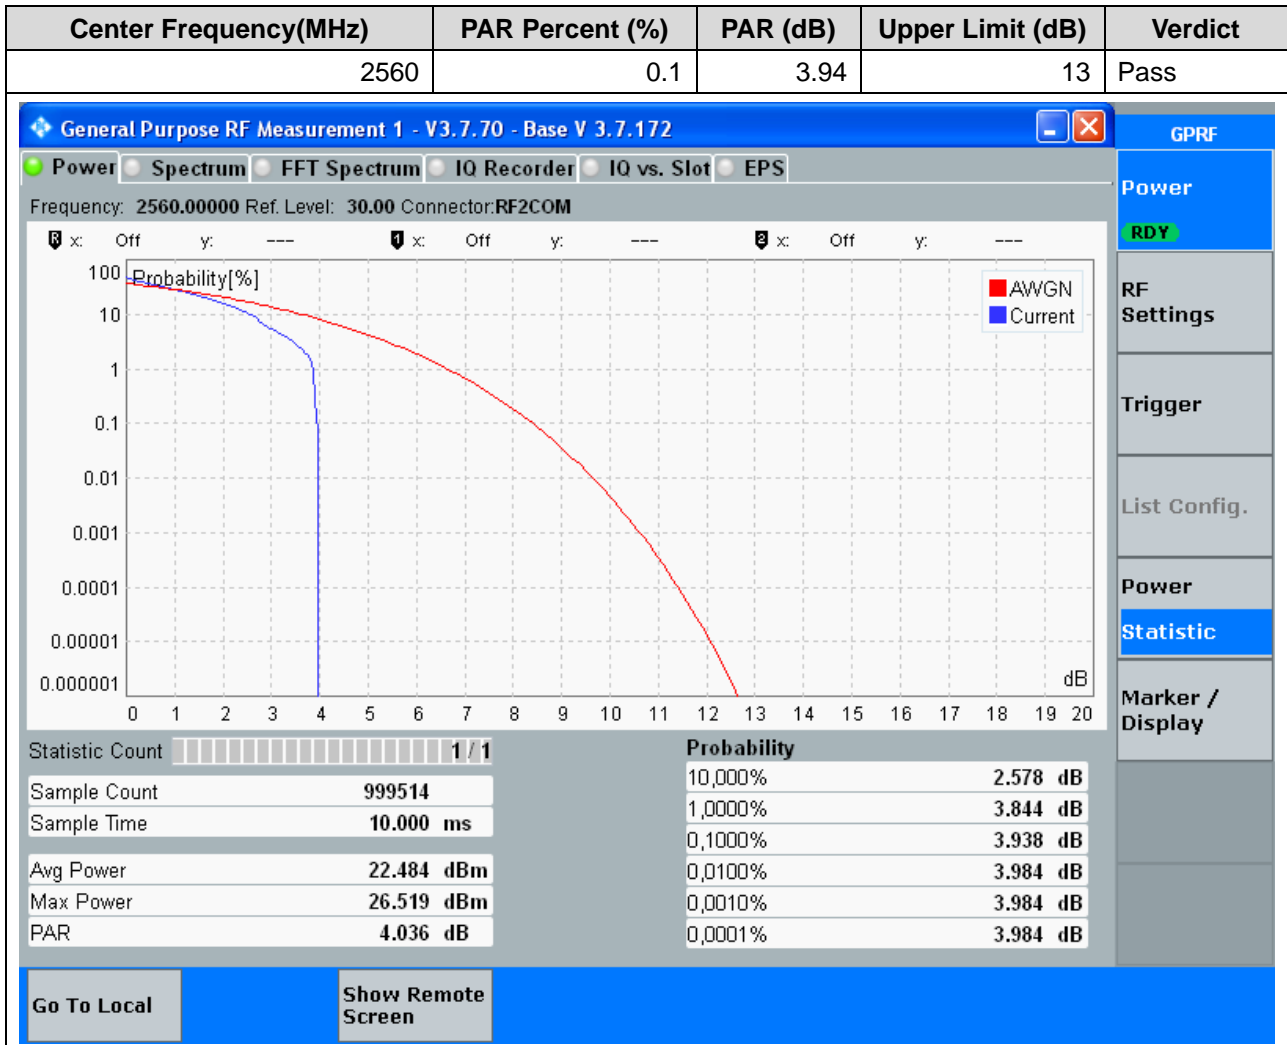 Center Frequency(MHz) PAR Percent (%) PAR (dB) Upper Limit (dB) Verdict
2560 0.1 3.94 13 Pass
General Purpose RF Measurement 1 - V3.7.70 - Base V 3.7.172
GPRF
Power Spectrum FFT Spectrum IQ Recorder IQ vs. Slot EPS
Power
RDY
Frequency: 2560.00000 Ref. Level: 30.00 Connector:RF2COM
R x: Off y: --- 1 x: Off y: --- 2 x: Off y: ---
Probability[%]
AWGN
Current
100
10
1
0.1
0.01
0.001
0.0001
0.00001
0.000001
dB
0 1 2 3 4 5 6 7 8 9 10 11 12 13 14 15 16 17 18 19 20
RF
Settings
Trigger
List Config.
Power
Statistic
Marker /
Display
Statistic Count 1 / 1
Sample Count 999514
Sample Time 10.000 ms
Avg Power 22.484 dBm
Max Power 26.519 dBm
PAR 4.036 dB
Probability
10,000% 2.578 dB
1,0000% 3.844 dB
0,1000% 3.938 dB
0,0100% 3.984 dB
0,0010% 3.984 dB
0,0001% 3.984 dB
Go To Local
Show Remote
Screen